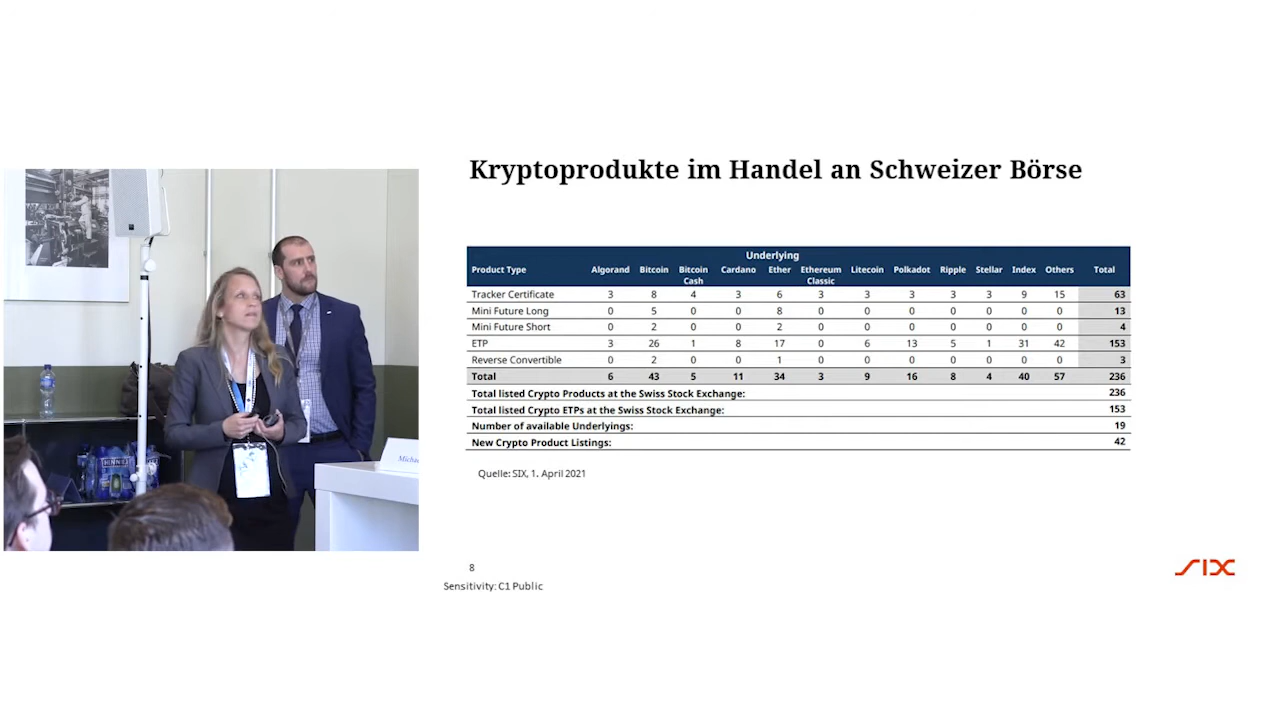 Kryptoprodukte im Handel an Schweizer Börse
Underlying
Product Type Algorand Bitcoin Bitcoin Cash Cardano Ether Ethereum Classic Litecoin Polkadot Ripple Stellar Index Others Total
Tracker Certificate 3 8 4 3 6 3 3 3 3 3 9 15 63
Mini Future Long 0 5 0 0 8 0 0 0 0 0 0 0 13
Mini Future Short 0 2 0 0 2 0 0 0 0 0 0 0 4
ETP 3 26 1 8 17 0 6 13 5 1 31 42 153
Reverse Convertible 0 2 0 0 1 0 0 0 0 0 0 0 3
Total 6 43 5 11 34 3 9 16 8 4 40 57 236
Total listed Crypto Products at the Swiss Stock Exchange: 236
Total listed Crypto ETPs at the Swiss Stock Exchange: 153
Number of available Underlyings: 19
New Crypto Product Listings: 42
Quelle: SIX, 1. April 2021
8
Sensitivity: C1 Public
SIX